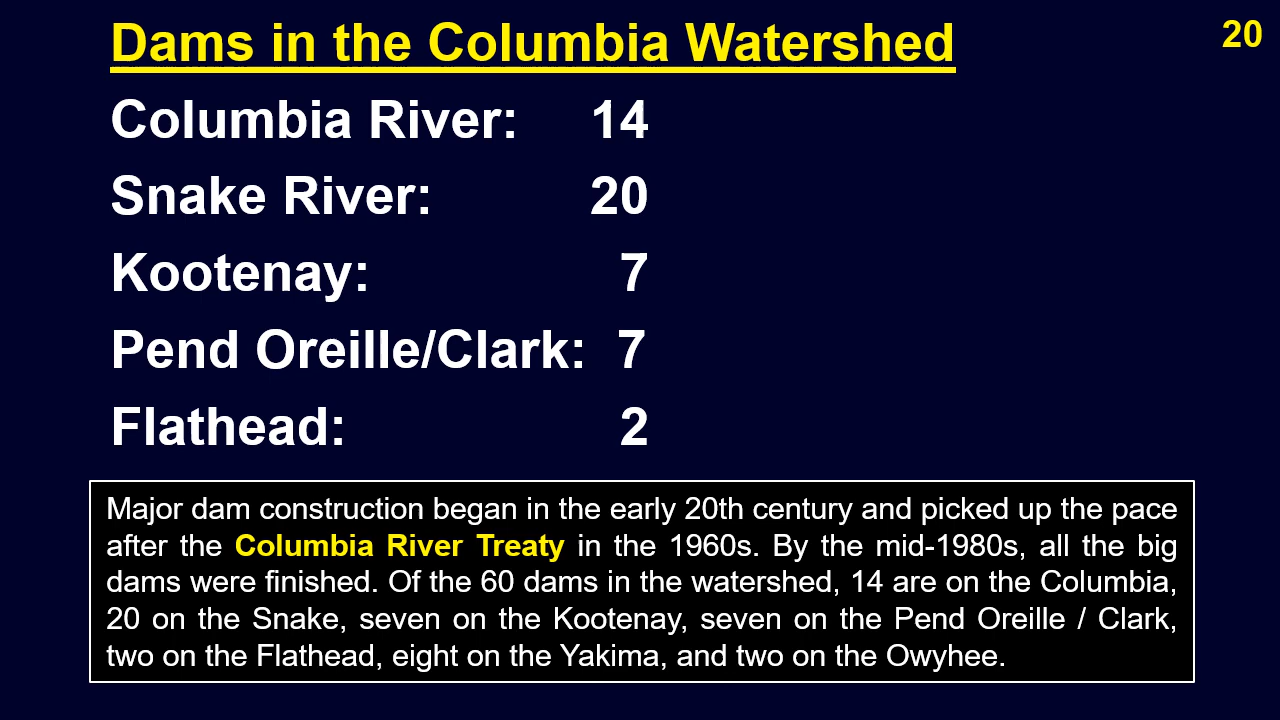 Dams in the Columbia Watershed
20
Columbia River: 14
Snake River: 20
Kootenay: 7
Pend Oreille/Clark: 7
Flathead: 2
Major dam construction began in the early 20th century and picked up the pace
after the Columbia River Treaty in the 1960s. By the mid-1980s, all the big
dams were finished. Of the 60 dams in the watershed, 14 are on the Columbia,
20 on the Snake, seven on the Kootenay, seven on the Pend Oreille / Clark,
two on the Flathead, eight on the Yakima, and two on the Owyhee.